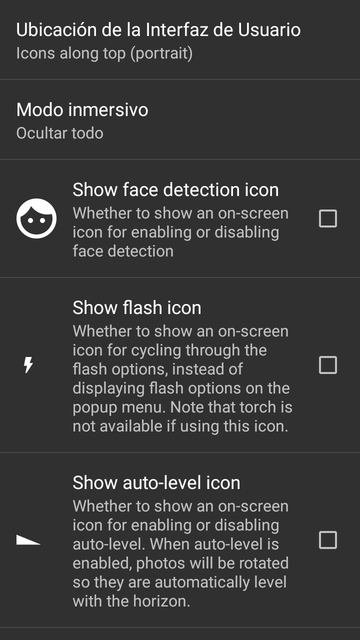 Ubicación de la Interfaz de Usuario
Icons along top (portrait)
Modo inmersivo
Ocultar todo
Show face detection icon
Whether to show an on-screen
icon for enabling or disabling
face detection
Show flash icon
Whether to show an on-screen
icon for cycling through the
flash options, instead of
displaying flash options on the
popup menu. Note that torch is
not available if using this icon.
Show auto-level icon
Whether to show an on-screen
icon for enabling or disabling
auto-level. When auto-level is
enabled, photos will be rotated
so they are automatically level
with the horizon.